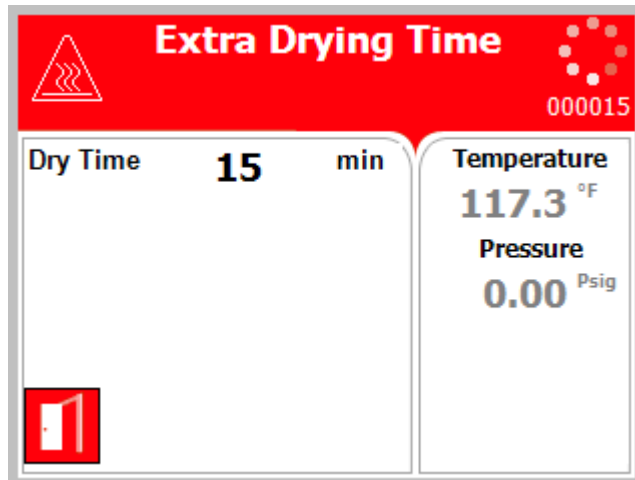 Extra Drying Time
000015
Dry Time 15 min
Temperature
117.3 °F
Pressure
0.00 Psig